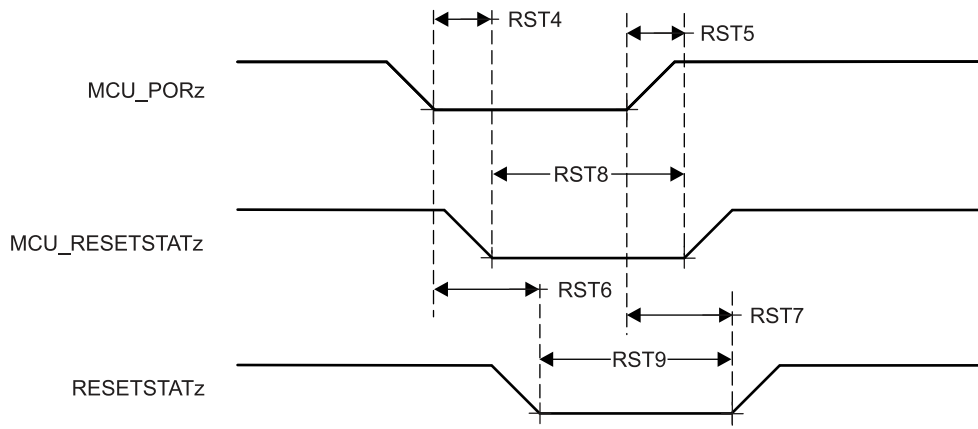 RST4
RST5
MCU_PORz
RST8
MCU_RESETSTATz
RST6
RST7
RST9
RESETSTATz